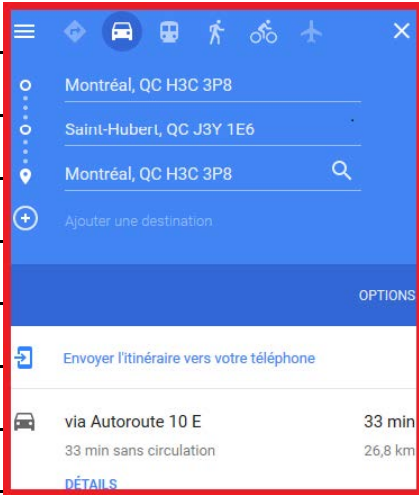 Montréal, QC H3C 3P8
Saint-Hubert, QC J3Y 1E6
Montréal, QC H3C 3P8
Ajouter une destination
OPTIONS
Envoyer l'itinéraire vers votre téléphone
via Autoroute 10 E 33 min
33 min sans circulation 26,8 km
DÉTAILS